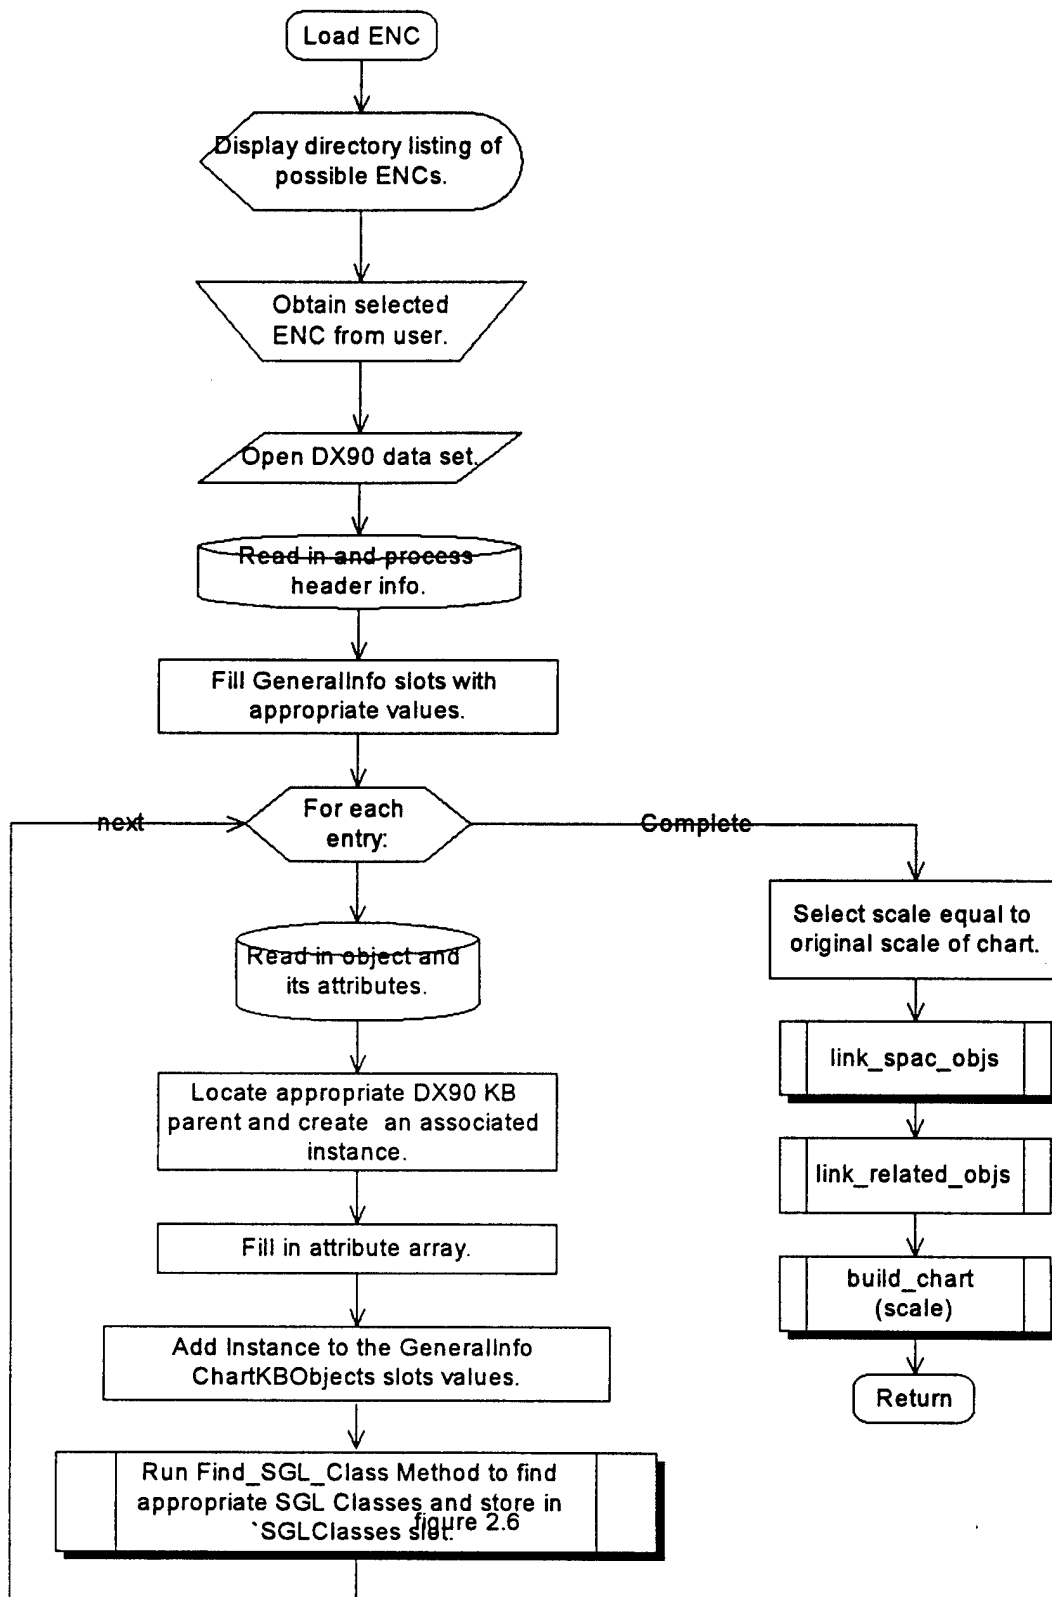 Load ENC
Display directory listing of
possible ENCs.
Obtain selected
ENC from user.
Open DX90 data set.
Read in and process
header info.
Fill GeneralInfo slots with
appropriate values.
For each
entry:
next
Complete
Read in object and
its attributes.
Locate appropriate DX90 KB
parent and create an associated
instance.
Fill in attribute array.
Add Instance to the GeneralInfo
ChartKBObjects slots values.
Run Find_SGL_Class Method to find
appropriate SGL Classes and store in
`SGLClasses slot.
figure 2.6
Select scale equal to
original scale of chart.
link_spac_objs
link_related_objs
build_chart
(scale)
Return